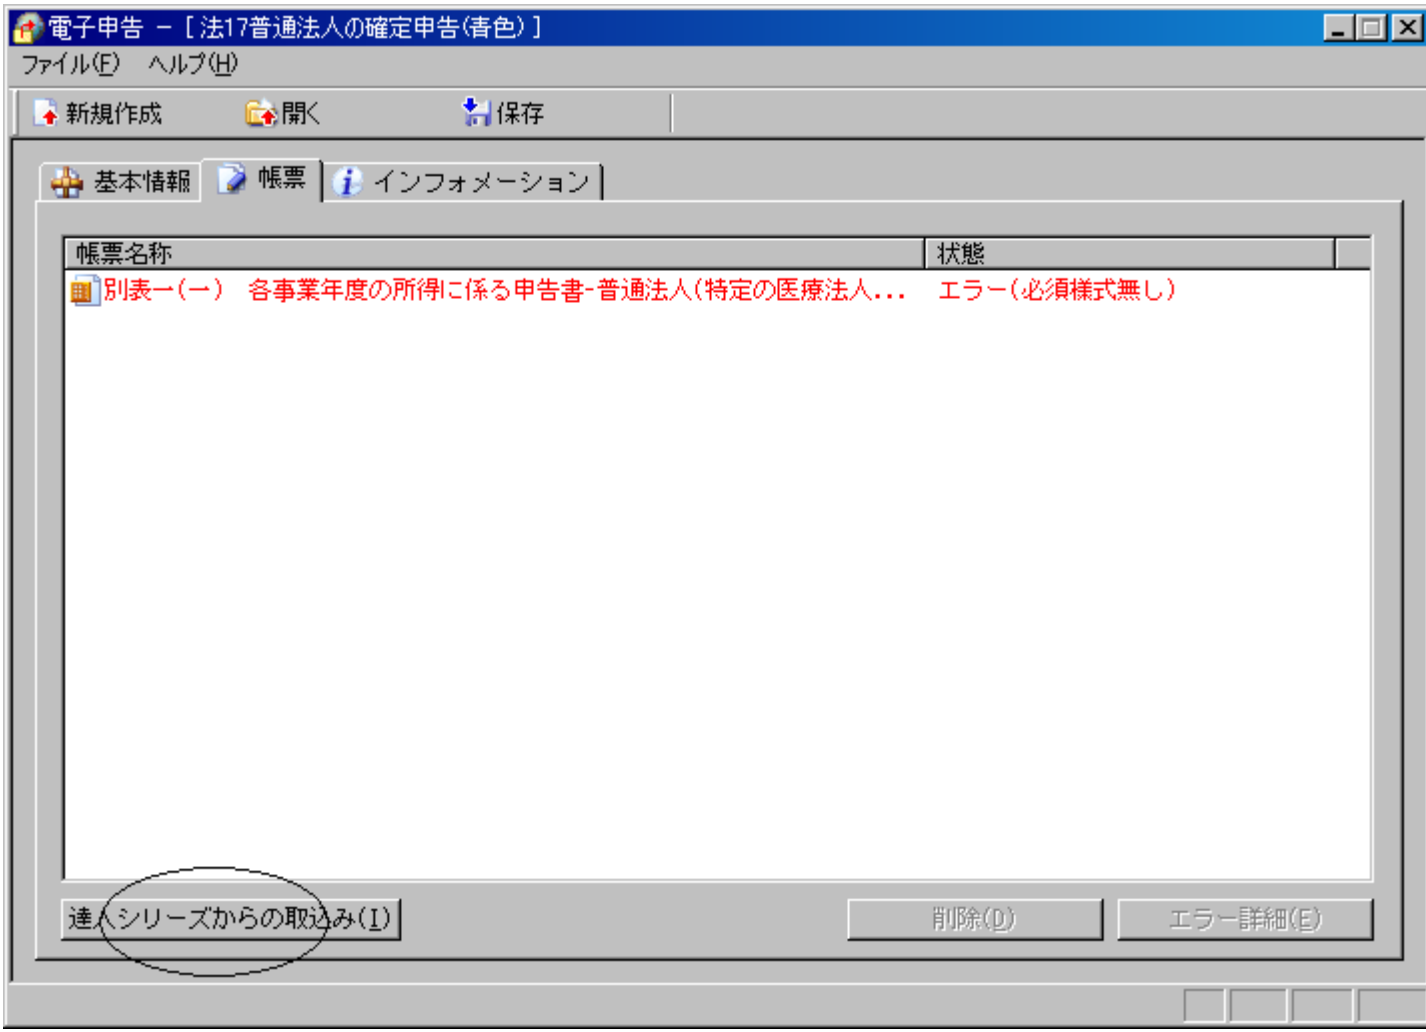 電子申告 － [ 法17普通法人の確定申告(青色) ]
ファイル(F) ヘルプ(H)
新規作成 開く 保存
基本情報 帳票 インフォメーション
帳票名称 状態
別表一(一) 各事業年度の所得に係る申告書-普通法人(特定の医療法人... エラー(必須様式無し)
達人シリーズからの取込み(I) 削除(D) エラー詳細(E)